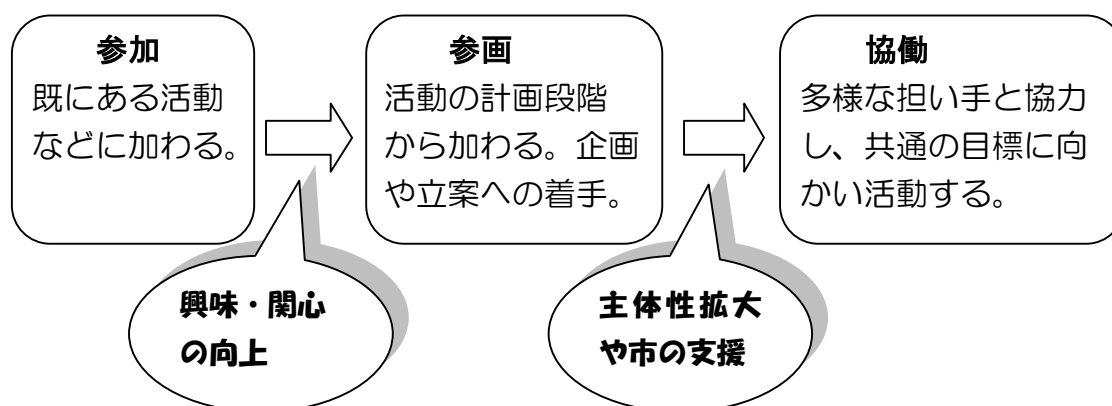 参加
既にある活動
などに加わる。
参画
活動の計画段階
から加わる。企画
や立案への着手。
協働
多様な担い手と協力
し、共通の目標に向
かい活動する。
興味・関心
の向上
主体性拡大
や市の支援